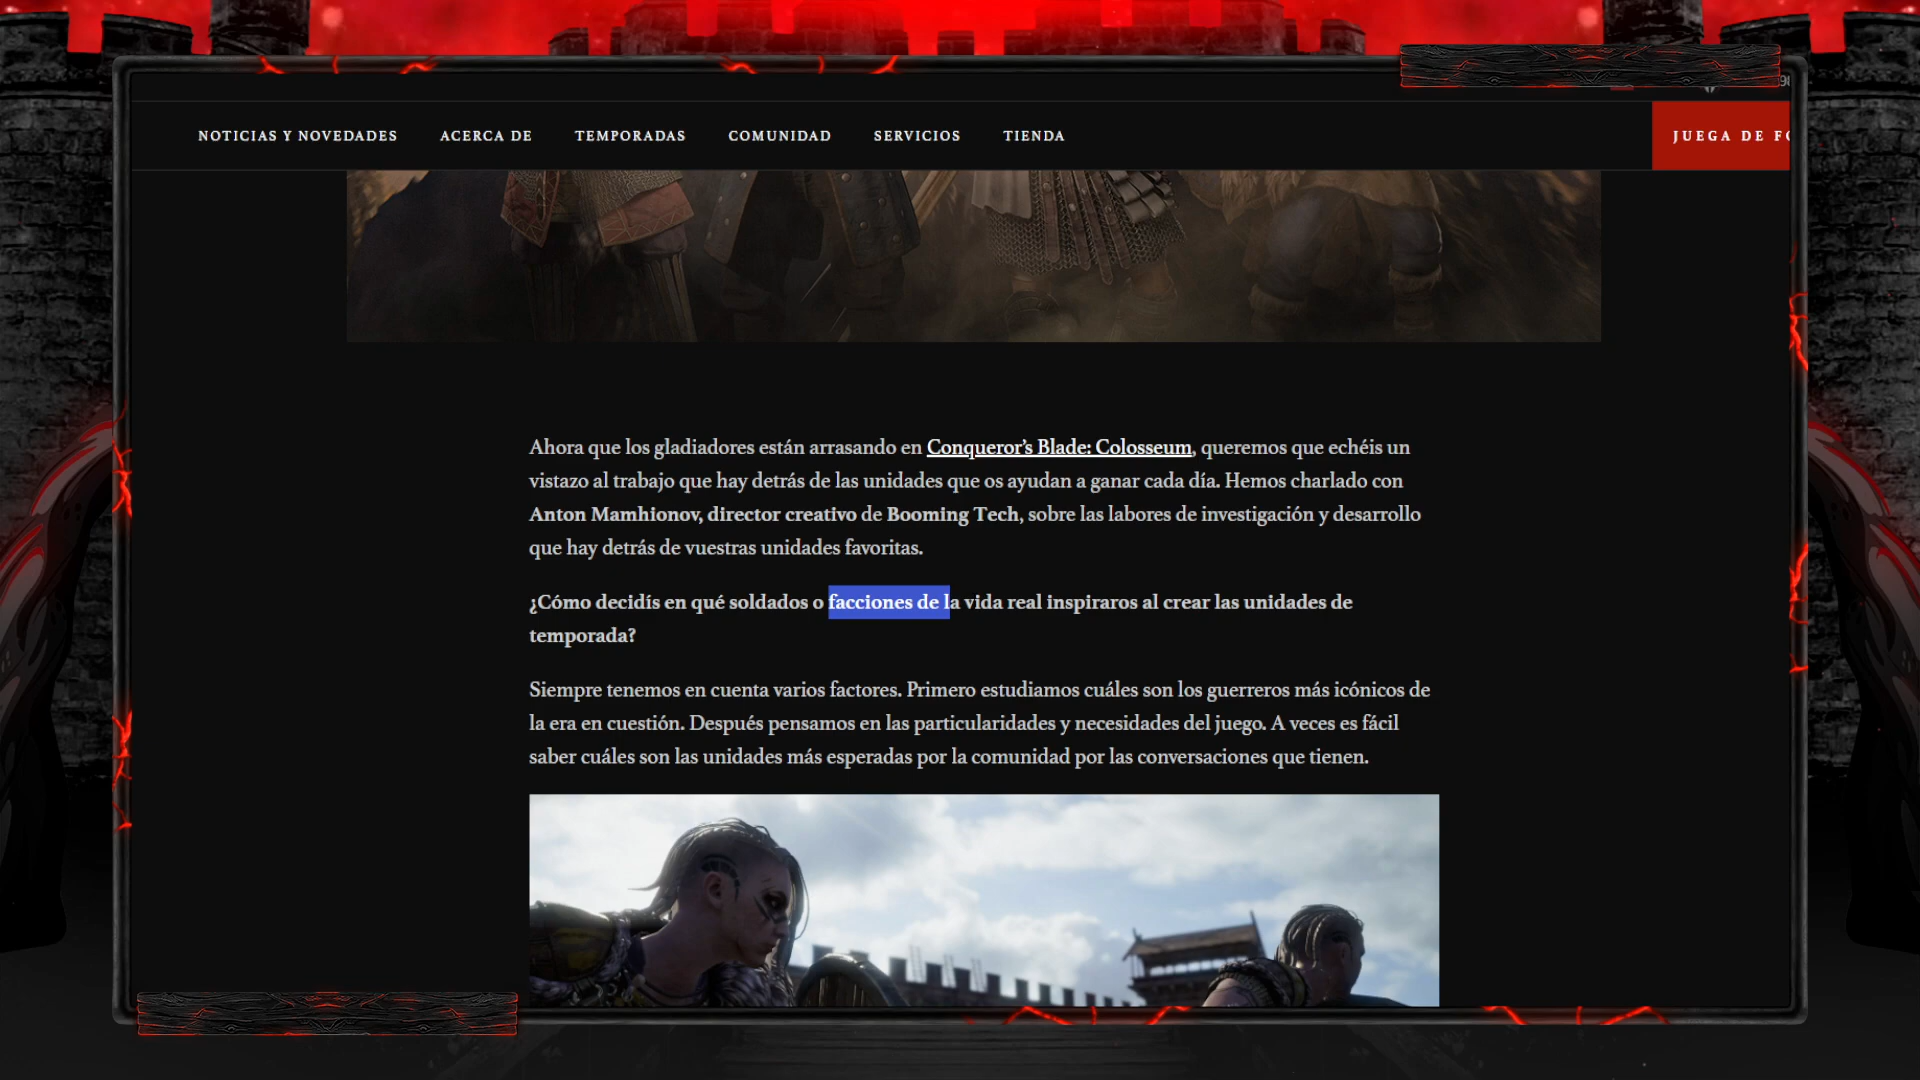 NOTICIAS Y NOVEDADES ACERCA DE TEMPORADAS COMUNIDAD SERVICIOS TIENDA JUEGA DE
Ahora que los gladiadores están arrasando en Conqueror's Blade: Colosseum, queremos que echéis un
vistazo al trabajo que hay detrás de las unidades que os ayudan a ganar cada día. Hemos charlado con
Anton Mamhionov, director creativo de Booming Tech, sobre las labores de investigación y desarrollo
que hay detrás de vuestras unidades favoritas.
¿Cómo decidís en qué soldados o facciones de la vida real inspiraros al crear las unidades de
temporada?
Siempre tenemos en cuenta varios factores. Primero estudiamos cuáles son los guerreros más icónicos de
la era en cuestión. Después pensamos en las particularidades y necesidades del juego. A veces es fácil
saber cuáles son las unidades más esperadas por la comunidad por las conversaciones que tienen.